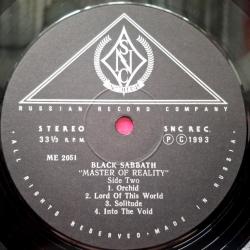 SNC
RECORDS
RUSSIAN RECORD COMPANY
STEREO
SNC REC.
33⅓ R.P.M.
Ⓟ Ⓒ 1993
ME 2051
BLACK SABBATH
"MASTER OF REALITY"
Side Two
1. Orchid
2. Lord Of This World
3. Solitude
4. Into The Void
·ALL RIGHTS RESERVED·MADE IN RUSSIA·